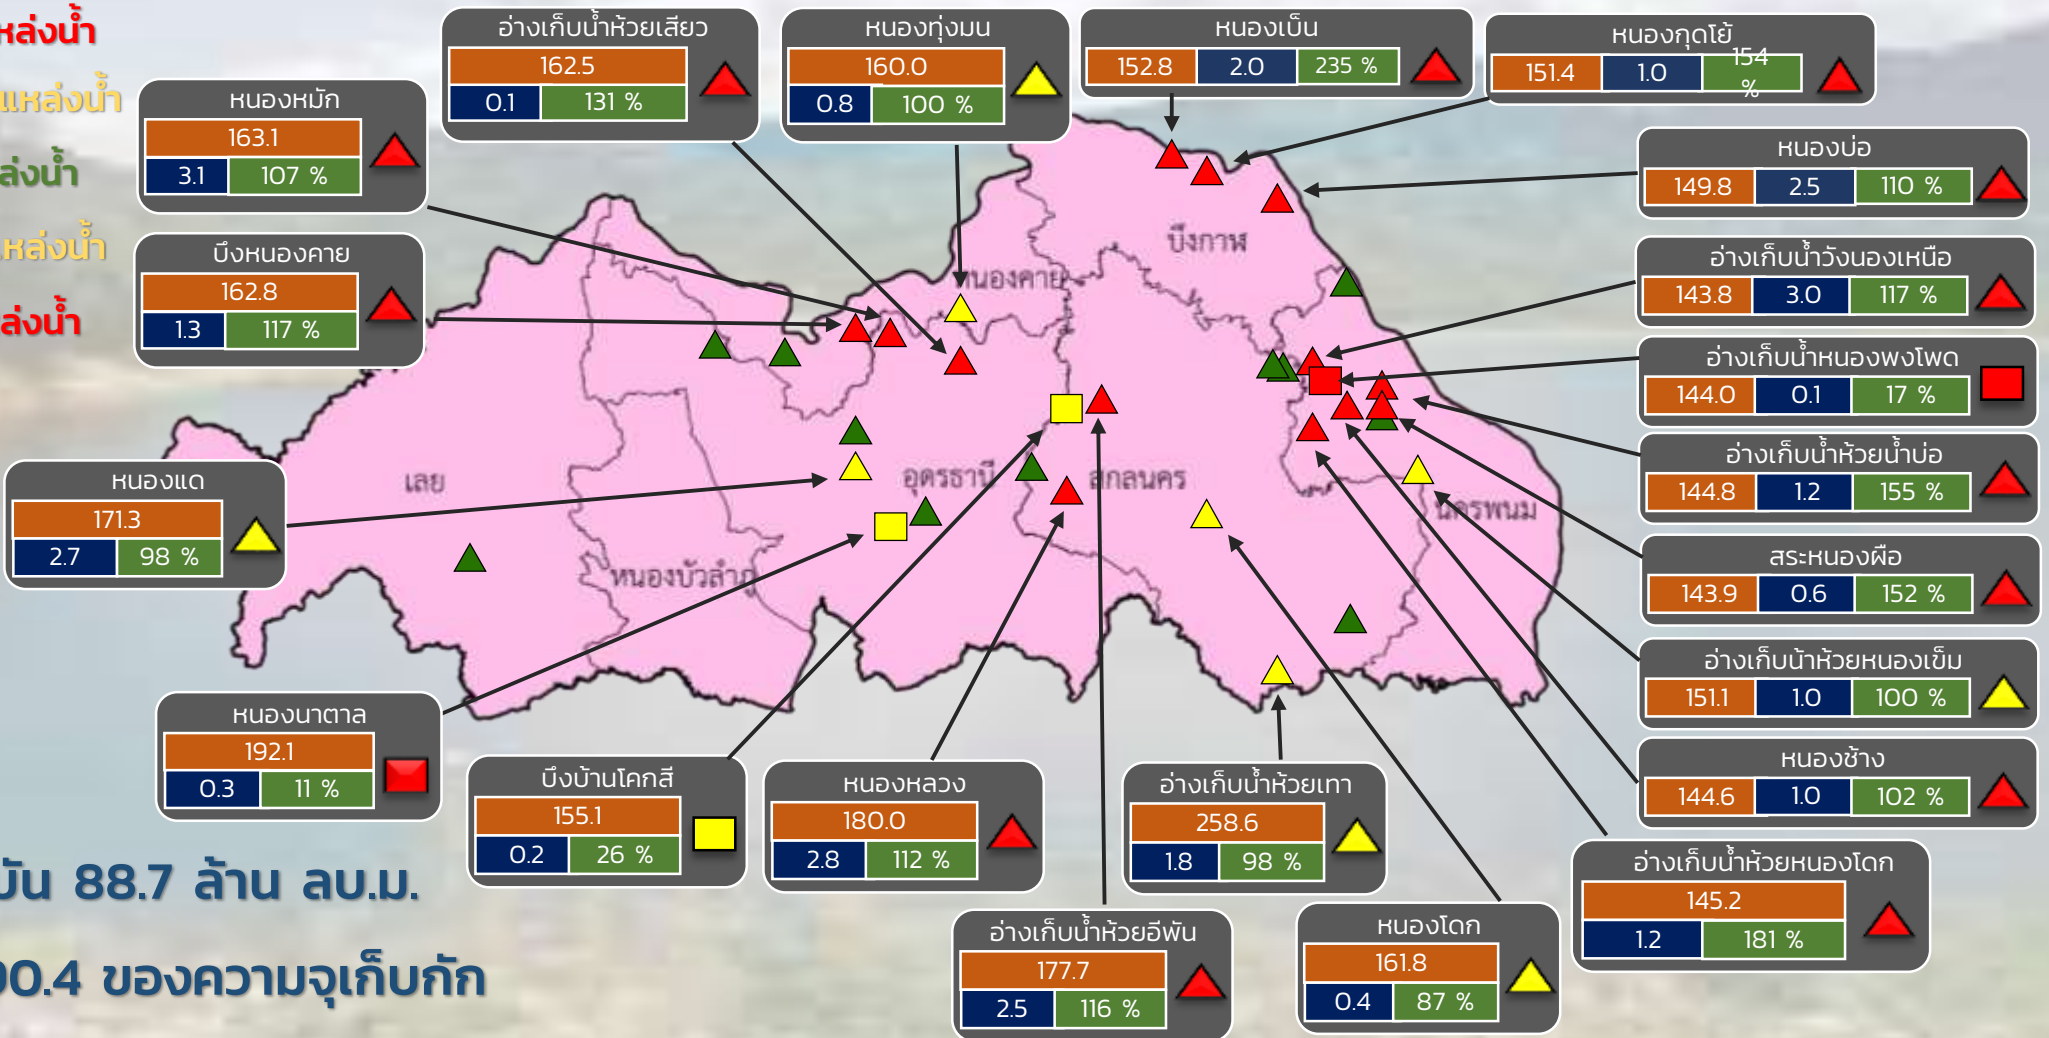 หล่งน้ำ
แหล่งน้ำ
ล่งน้ำ
หล่งน้ำ
ล่งน้ำ
อ่างเก็บน้ำห้วยเสียว
162.5
0.1 131 %
หนองทุ่งมน
160.0
0.8 100 %
หนองเบ็น
152.8 2.0 235 %
หนองกุดโย้
151.4 1.0 154 %
หนองหมัก
163.1
3.1 107 %
บึงหนองคาย
162.8
1.3 117 %
หนองบ่อ
149.8 2.5 110 %
อ่างเก็บน้ำวังนองเหนือ
143.8 3.0 117 %
อ่างเก็บน้ำหนองพงโพด
144.0 0.1 17 %
อ่างเก็บน้ำห้วยน้ำบ่อ
144.8 1.2 155 %
สระหนองผือ
143.9 0.6 152 %
อ่างเก็บน้ำห้วยหนองเข็ม
151.1 1.0 100 %
หนองช้าง
144.6 1.0 102 %
อ่างเก็บน้ำห้วยหนองโดก
145.2
1.2 181 %
บึงกาฬ
หนองคาย
เลย
อุดรธานี
สกลนคร
นครพนม
หนองบัวลำภู
หนองแด
171.3
2.7 98 %
หนองนาตาล
192.1
0.3 11 %
บึงบ้านโคกสี
155.1
0.2 26 %
หนองหลวง
180.0
2.8 112 %
อ่างเก็บน้ำห้วยเทา
258.6
1.8 98 %
อ่างเก็บน้ำห้วยอีพัน
177.7
2.5 116 %
หนองโดก
161.8
0.4 87 %
บัน 88.7 ล้าน ลบ.ม.
90.4 ของความจุเก็บกัก